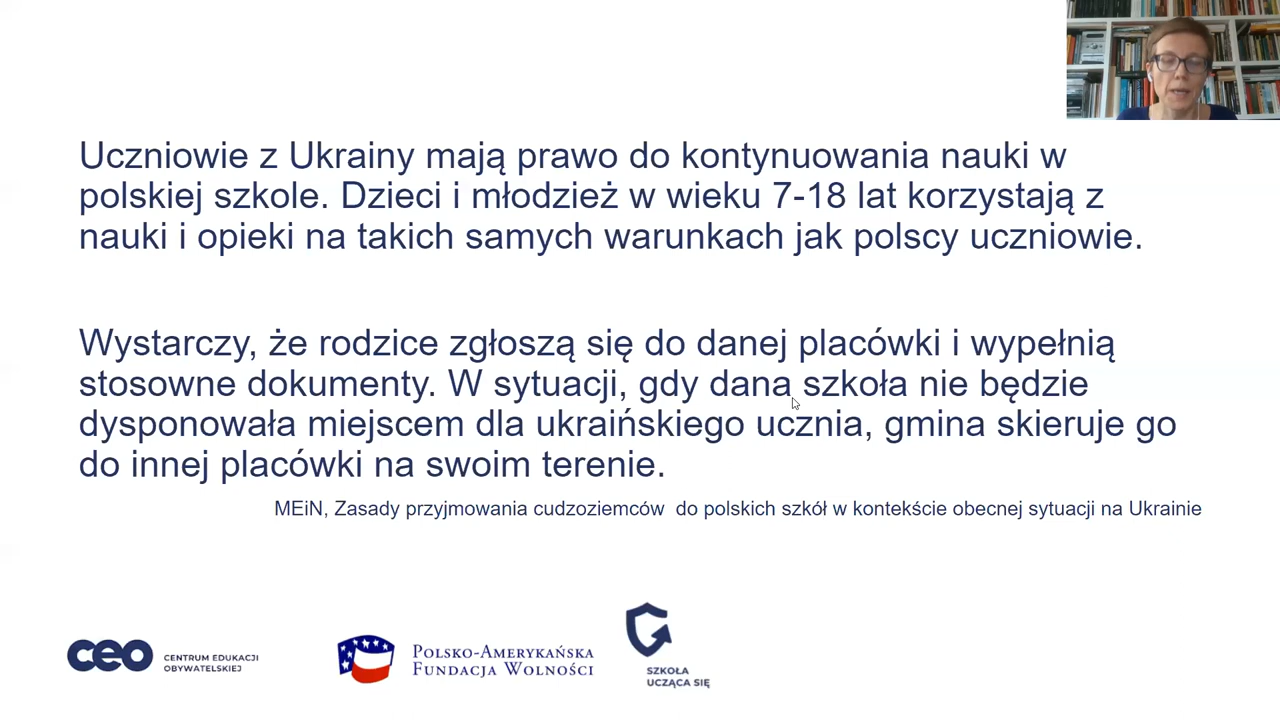 Uczniowie z Ukrainy mają prawo do kontynuowania nauki w
polskiej szkole. Dzieci i młodzież w wieku 7-18 lat korzystają z
nauki i opieki na takich samych warunkach jak polscy uczniowie.
Wystarczy, że rodzice zgłoszą się do danej placówki i wypełnią
stosowne dokumenty. W sytuacji, gdy dana szkoła nie będzie
dysponowała miejscem dla ukraińskiego ucznia, gmina skieruje go
do innej placówki na swoim terenie.
MEiN, Zasady przyjmowania cudzoziemców do polskich szkół w kontekście obecnej sytuacji na Ukrainie
ceo
CENTRUM EDUKACJI
OBYWATELSKIEJ
POLSKO-AMERYKAŃSKA
FUNDACJA WOLNOŚCI
SZKOŁA
UCZĄCA SIĘ